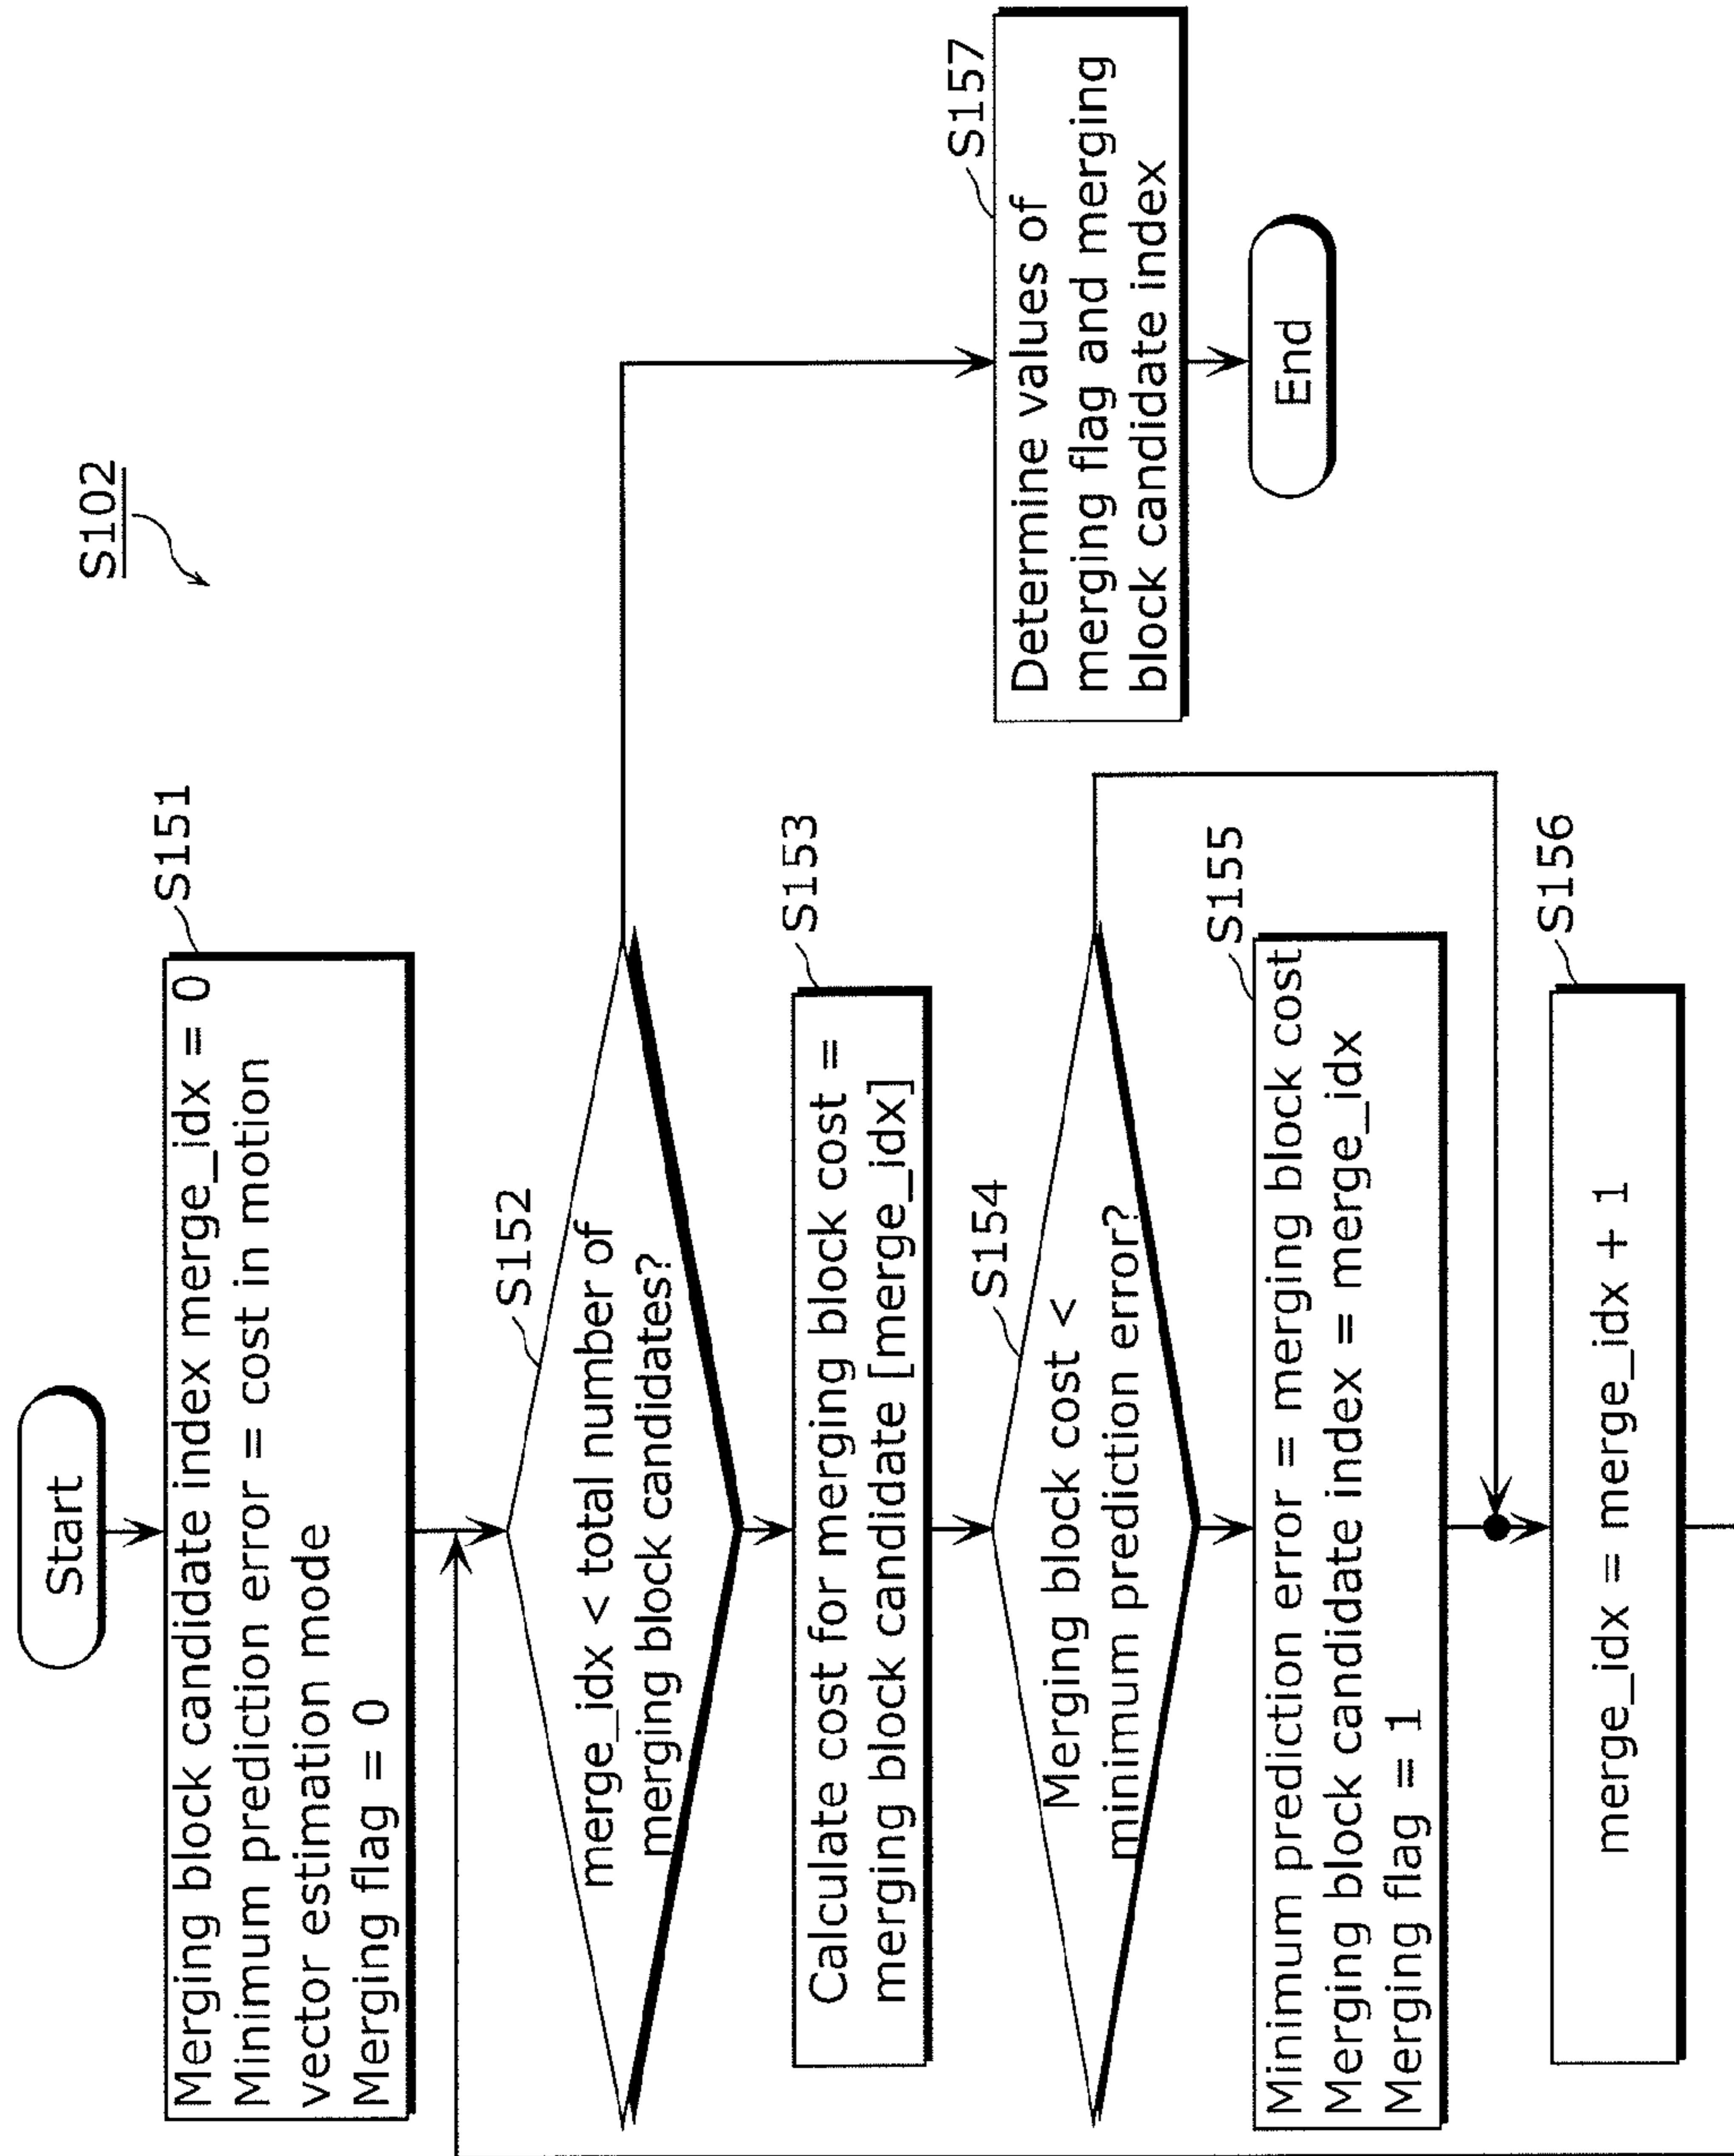 S102
Start
S151
Merging block candidate index merge_idx = 0
Minimum prediction error = cost in motion
vector estimation mode
Merging flag = 0
S152
merge_idx < total number of
merging block candidates?
S153
Calculate cost for merging block cost =
merging block candidate [merge_idx]
S154
Merging block cost <
minimum prediction error?
S155
Minimum prediction error = merging block cost
Merging block candidate index = merge_idx
Merging flag = 1
S156
merge_idx = merge_idx + 1
S157
Determine values of
merging flag and merging
block candidate index
End